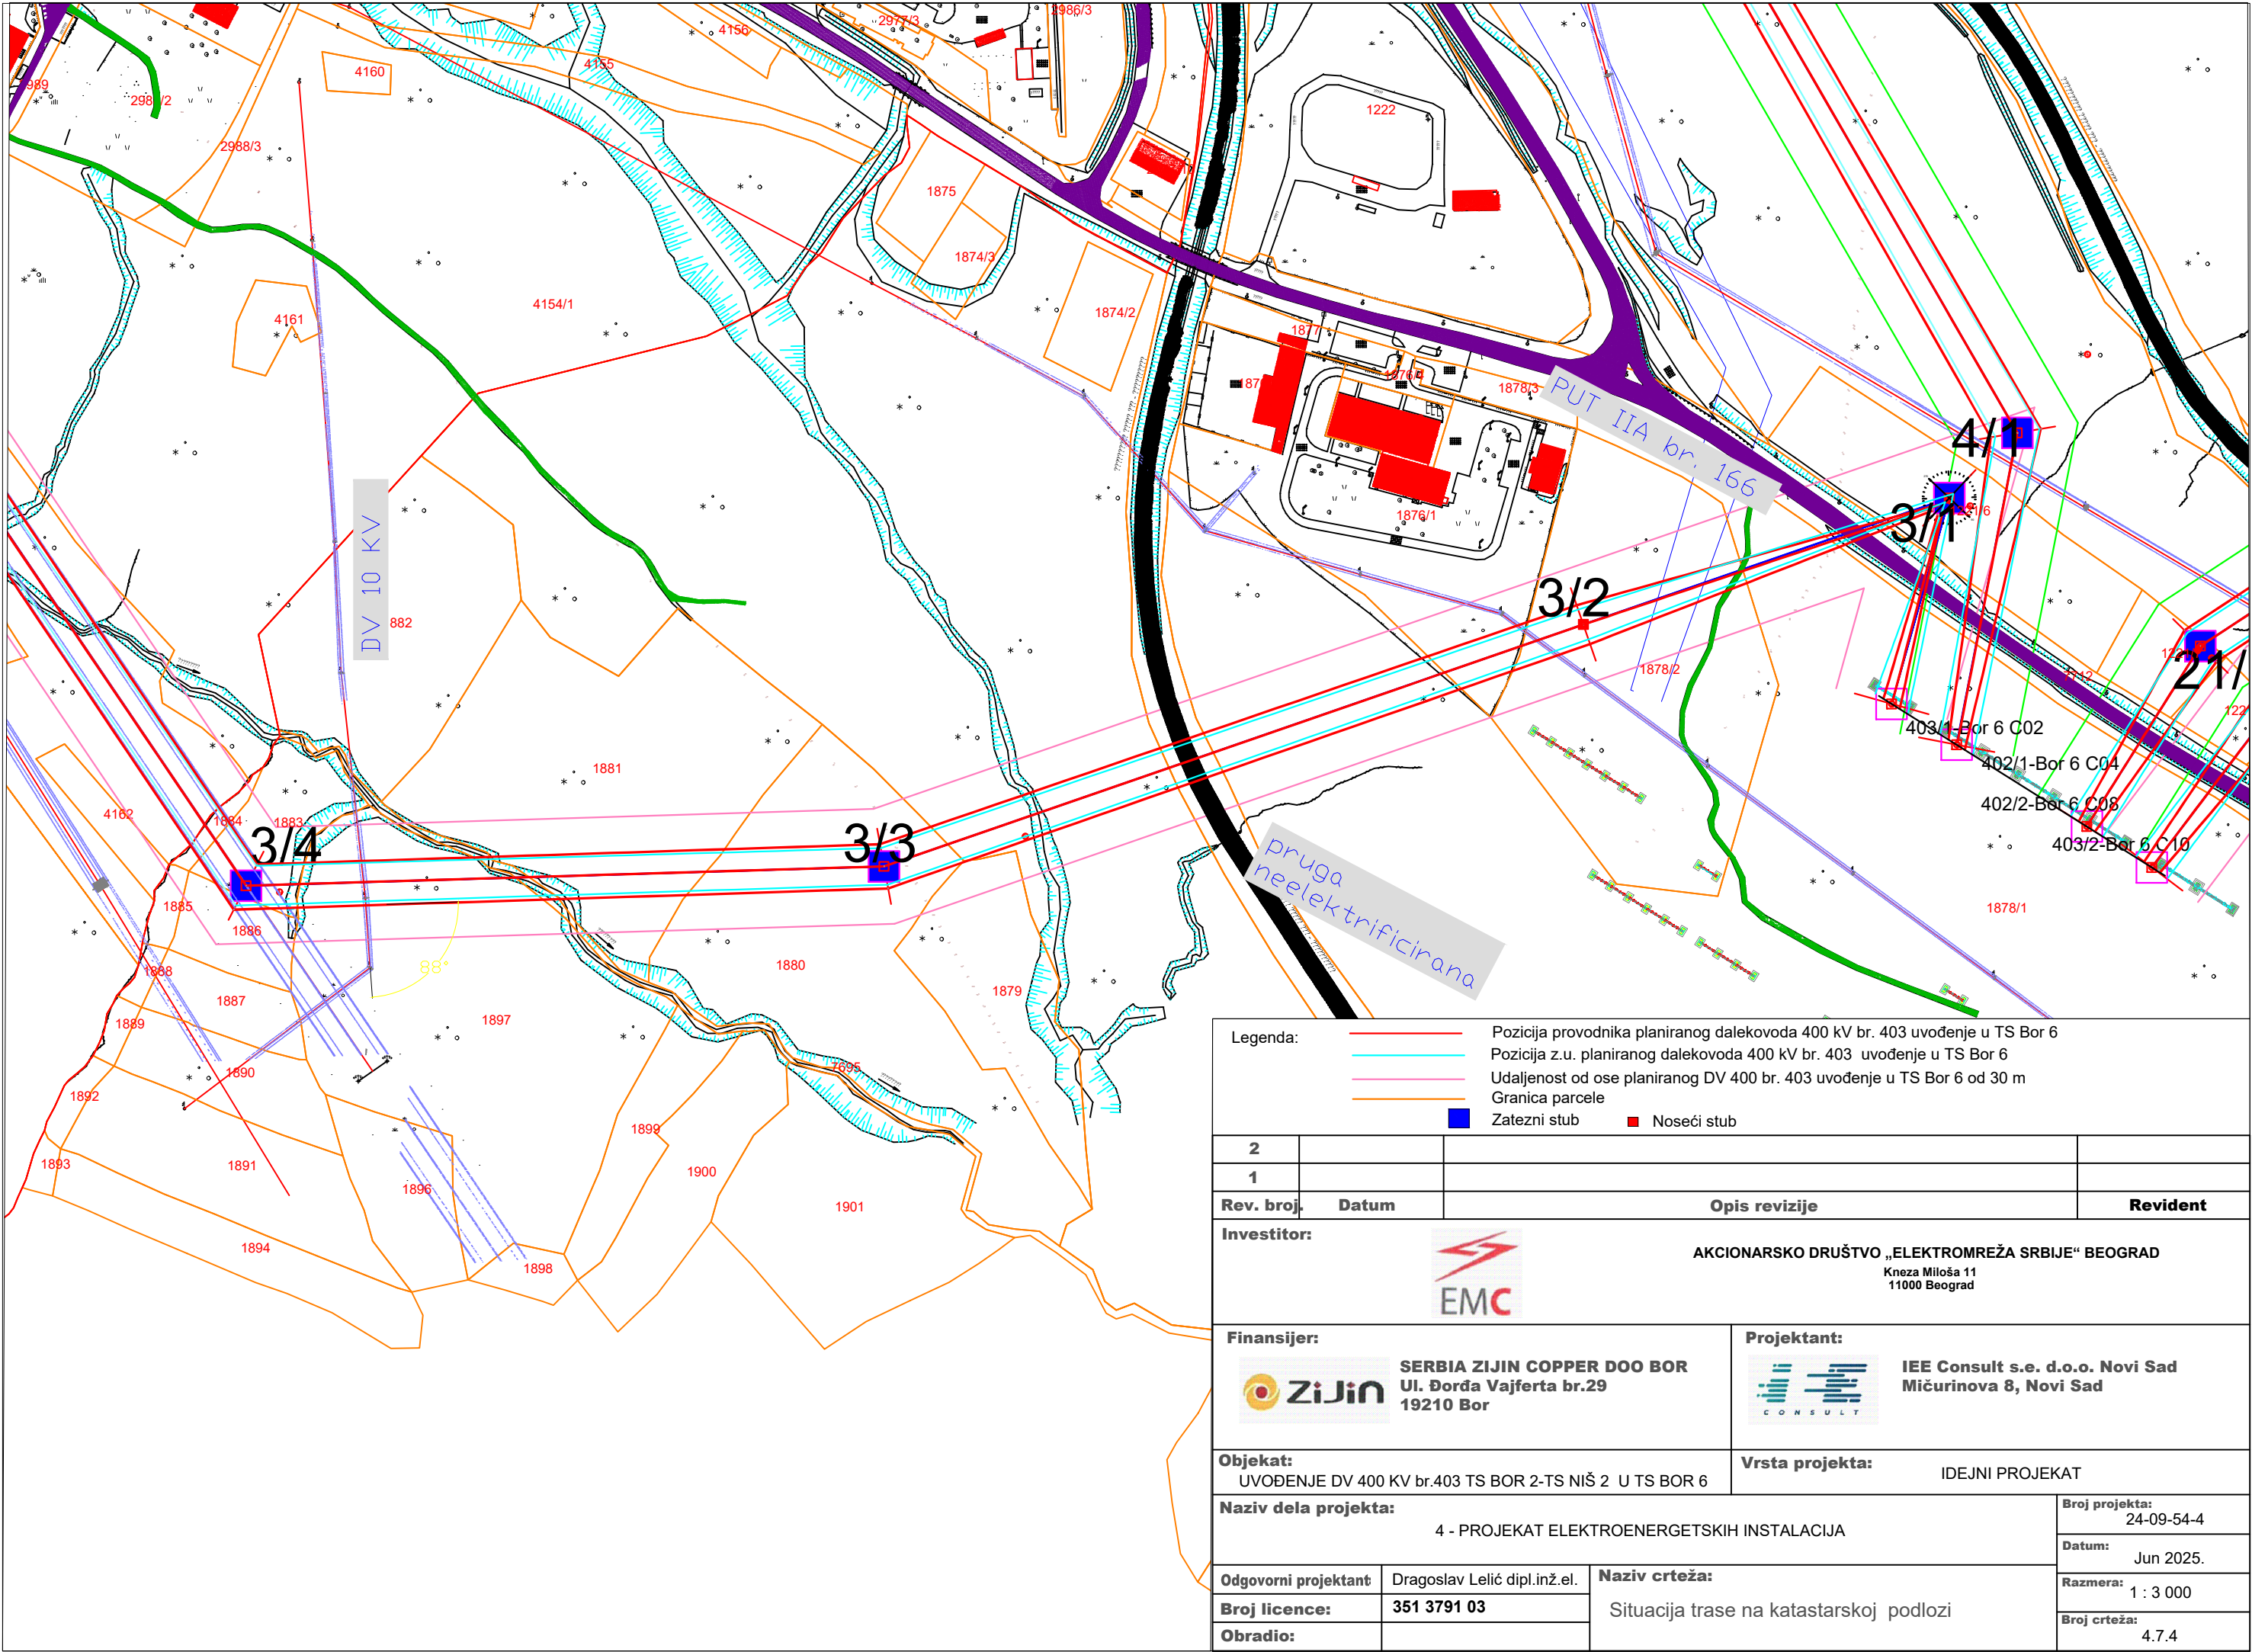 2986/3
2977/3
4156
4155
4160
989
2988/3
1222
1875
1874/3
1874/2
4154/1
4161
1877
1876/4
1878/3
PUT IIA br. 166
4/1
3/1
1876/1
DV 10 KV
882
3/2
1878/2
21/
403/1-Bor 6 C02
402/1-Bor 6 C04
402/2-Bor 6 C08
403/2-Bor 6 C10
1881
4162
1884
1883
3/4
3/3
pruga
neelektrificirana
1885
1886
1878/1
88°
1880
1888
1887
1879
1889
1897
1890
7695
1892
1899
1893
1891
1900
1896
1901
1894
1898
Legenda:
Pozicija provodnika planiranog dalekovoda 400 kV br. 403 uvođenje u TS Bor 6
Pozicija z.u. planiranog dalekovoda 400 kV br. 403 uvođenje u TS Bor 6
Udaljenost od ose planiranog DV 400 br. 403 uvođenje u TS Bor 6 od 30 m
Granica parcele
Zatezni stub
Noseći stub
2
1
Rev. broj.
Datum
Opis revizije
Revident
Investitor:
EMC
AKCIONARSKO DRUŠTVO „ELEKTROMREŽA SRBIJE“ BEOGRAD
Kneza Miloša 11
11000 Beograd
Finansijer:
ZiJin
SERBIA ZIJIN COPPER DOO BOR
Ul. Đorđa Vajferta br.29
19210 Bor
Projektant:
CONSULT
IEE Consult s.e. d.o.o. Novi Sad
Mičurinova 8, Novi Sad
Objekat:
UVOĐENJE DV 400 KV br.403 TS BOR 2-TS NIŠ 2 U TS BOR 6
Vrsta projekta:
IDEJNI PROJEKAT
Naziv dela projekta:
4 - PROJEKAT ELEKTROENERGETSKIH INSTALACIJA
Broj projekta:
24-09-54-4
Datum:
Jun 2025.
Odgovorni projektant
Dragoslav Lelić dipl.inž.el.
Broj licence:
351 3791 03
Obradio:
Naziv crteža:
Situacija trase na katastarskoj podlozi
Razmera:
1 : 3 000
Broj crteža:
4.7.4